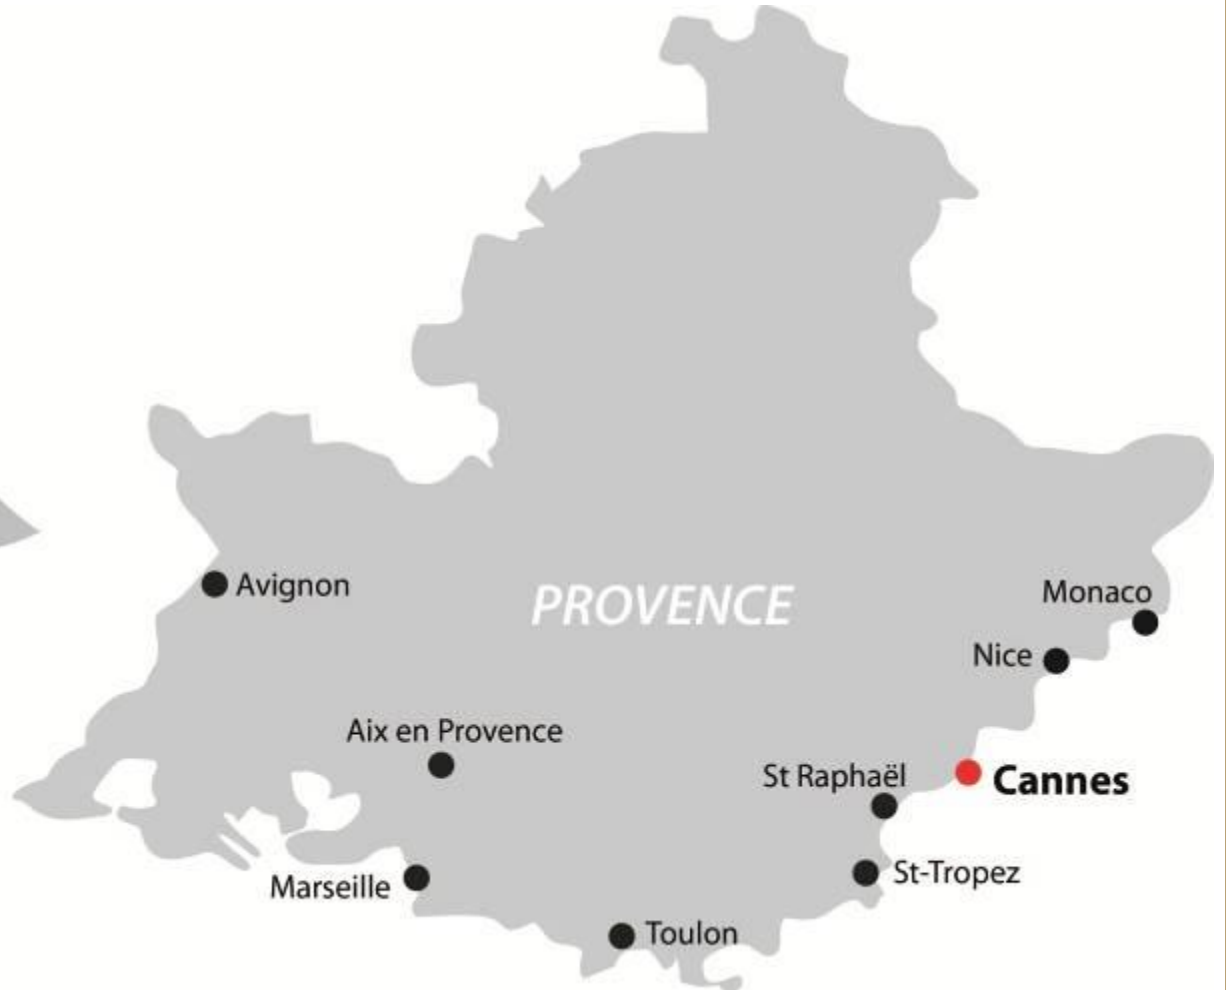 Avignon
PROVENCE
Monaco
Nice
Aix en Provence
St Raphaël
Cannes
Marseille
St-Tropez
Toulon